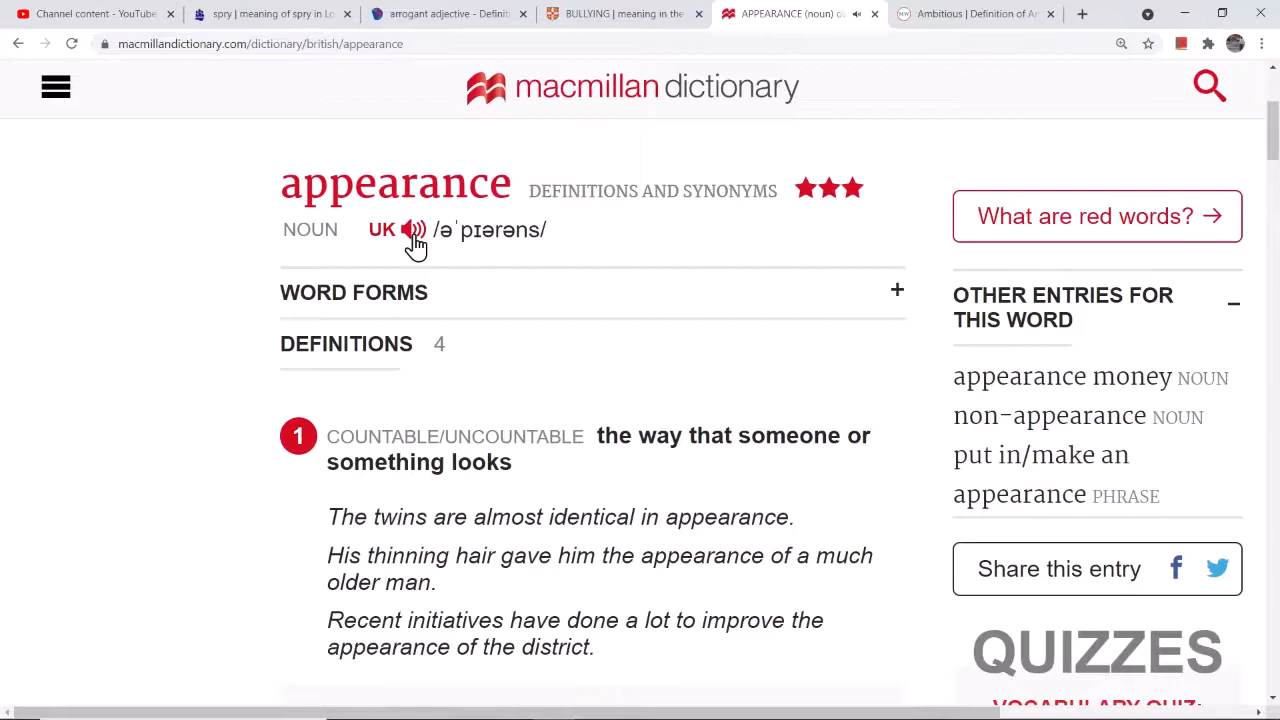 Content - YouTube
spry | meaning of spry in
Definition of 'emotional
BULLYING | meaning in the
APPEARANCE (noun) d
Ambitious | Definition of A
macmillandictionary.com/dictionary/british/appearance
macmillan dictionary
appearance DEFINITIONS AND SYNONYMS
NOUN UK /əˈpɪərəns/
WORD FORMS +
DEFINITIONS 4
1 COUNTABLE/UNCOUNTABLE the way that someone or
something looks
The twins are almost identical in appearance.
His thinning hair gave him the appearance of a much
older man.
Recent initiatives have done a lot to improve the
appearance of the district.
What are red words? →
OTHER ENTRIES FOR
THIS WORD
appearance money NOUN
non-appearance NOUN
put in/make an
appearance PHRASE
Share this entry
QUIZZES
VOCABULARY QUIZ